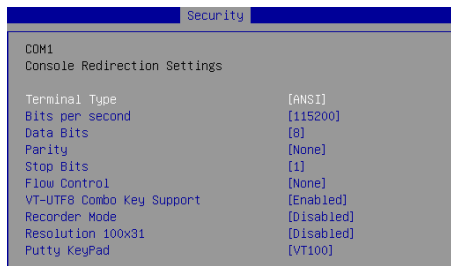 Security
COM1
Console Redirection Settings
Terminal Type [ANSI]
Bits per second [115200]
Data Bits [8]
Parity [None]
Stop Bits [1]
Flow Control [None]
VT-UTF8 Combo Key Support [Enabled]
Recorder Mode [Disabled]
Resolution 100x31 [Disabled]
Putty KeyPad [VT100]